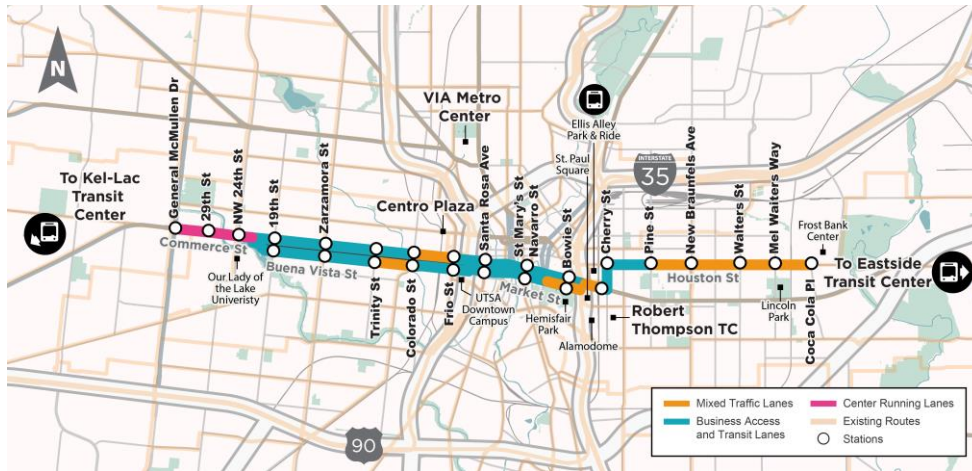 N
VIA Metro
Center
Ellis Alley
Park & Ride
St. Paul
Square
INTERSTATE
35
To Kel-Lac
Transit
Center
General McMullen Dr
29th St
NW 24th St
19th St
Zarzamora St
Centro Plaza
Santa Rosa Ave
St Mary's St
Navarro St
Bowie St
Cherry St
Pine St
New Braunfels Ave
Walters St
Mel Waiters Way
Frost Bank
Center
To Eastside
Transit Center
Commerce St
Buena Vista St
Market St
Houston St
Our Lady of
the Lake
Univeristy
Trinity St
Colorado St
Frio St
UTSA
Downtown
Campus
Hemisfair
Park
Alamodome
Robert
Thompson TC
Lincoln
Park
Coca Cola Pl
90
Mixed Traffic Lanes
Business Access
and Transit Lanes
Center Running Lanes
Existing Routes
Stations